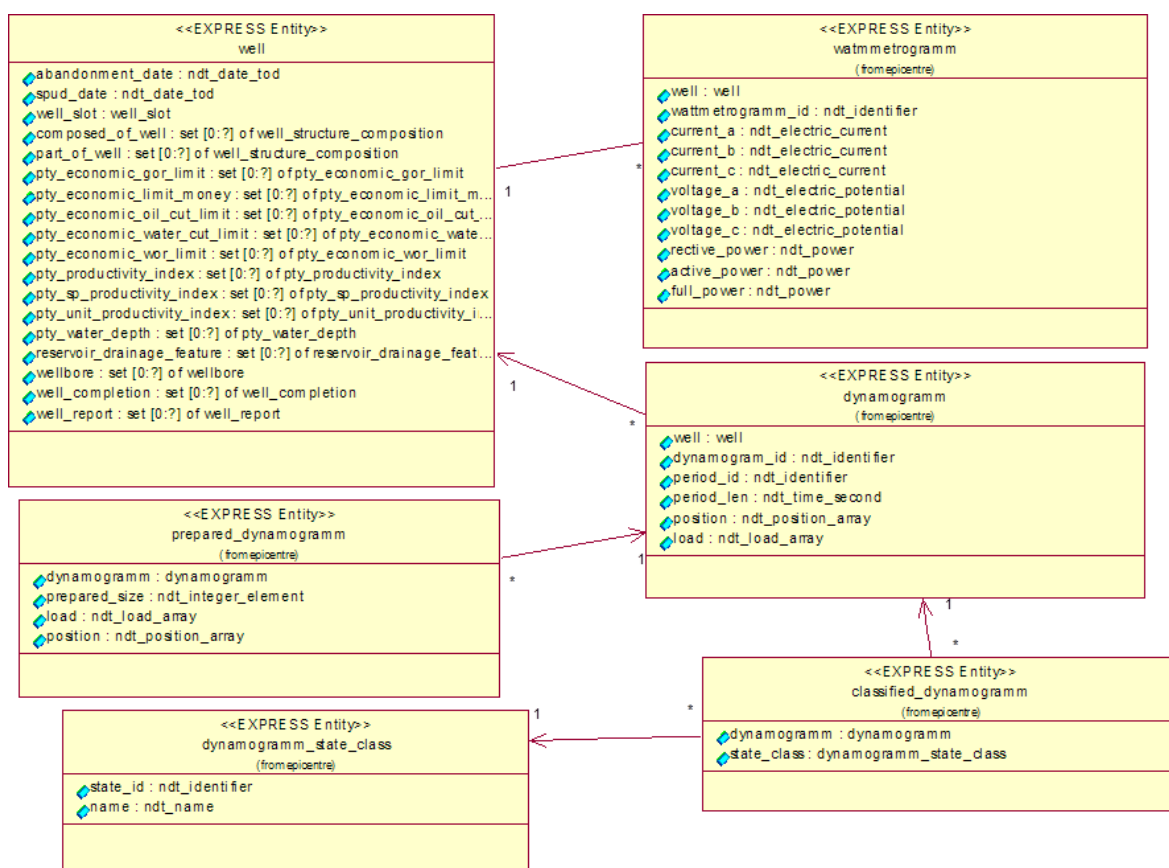 <<EXPRESS Entity>>
well
abandonment_date : ndt_date_tod
spud_date : ndt_date_tod
well_slot : well_slot
composed_of_well : set [0:?] of well_structure_composition
part_of_well : set [0:?] of well_structure_composition
pty_economic_gor_limit : set [0:?] of pty_economic_gor_limit
pty_economic_limit_money : set [0:?] of pty_economic_limit_m...
pty_economic_oil_cut_limit : set [0:?] of pty_economic_oil_cut_...
pty_economic_water_cut_limit : set [0:?] of pty_economic_wate...
pty_economic_wor_limit : set [0:?] of pty_economic_wor_limit
pty_productivity_index : set [0:?] of pty_productivity_index
pty_sp_productivity_index : set [0:?] of pty_sp_productivity_index
pty_unit_productivity_index : set [0:?] of pty_unit_productivity_i...
pty_water_depth : set [0:?] of pty_water_depth
reservoir_drainage_feature : set [0:?] of reservoir_drainage_feat...
wellbore : set [0:?] of wellbore
well_completion : set [0:?] of well_completion
well_report : set [0:?] of well_report
1
*
<<EXPRESS Entity>>
watmmetrogramm
(from epicentre)
well : well
wattmetrogramm_id : ndt_identifier
current_a : ndt_electric_current
current_b : ndt_electric_current
current_c : ndt_electric_current
voltage_a : ndt_electric_potential
voltage_b : ndt_electric_potential
voltage_c : ndt_electric_potential
rective_power : ndt_power
active_power : ndt_power
full_power : ndt_power
1
*
<<EXPRESS Entity>>
dynamogramm
(from epicentre)
well : well
dynamogram_id : ndt_identifier
period_id : ndt_identifier
period_len : ndt_time_second
position : ndt_position_array
load : ndt_load_array
<<EXPRESS Entity>>
prepared_dynamogramm
(from epicentre)
dynamogramm : dynamogramm
prepared_size : ndt_integer_element
load : ndt_load_array
position : ndt_position_array
*
1
1
*
<<EXPRESS Entity>>
classified_dynamogramm
(from epicentre)
dynamogramm : dynamogramm
state_class : dynamogramm_state_class
1
*
<<EXPRESS Entity>>
dynamogramm_state_class
(from epicentre)
state_id : ndt_identifier
name : ndt_name